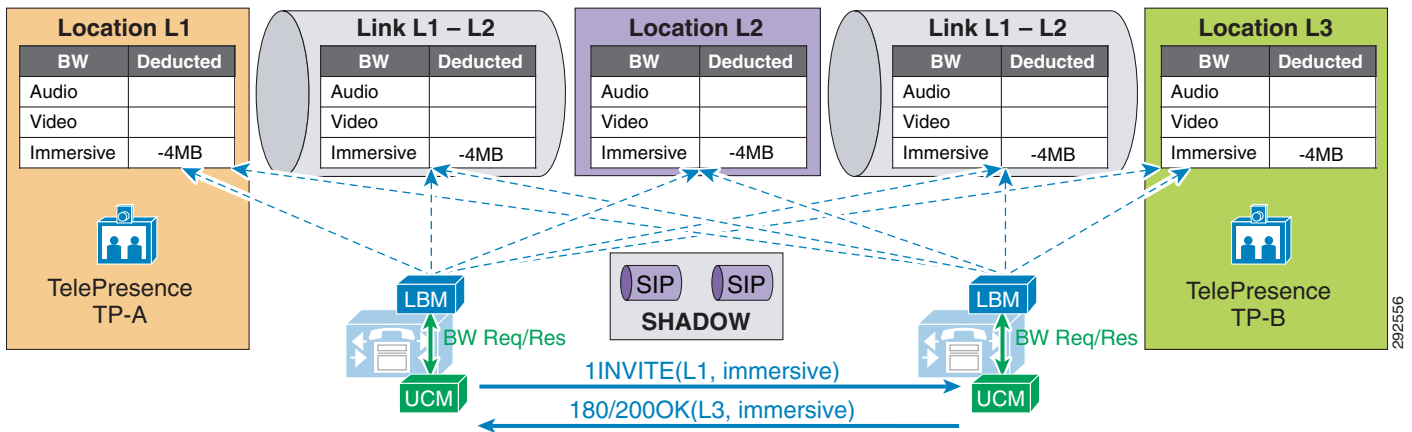 Location L1
BW Deducted
Audio
Video
Immersive -4MB
TelePresence
TP-A
Link L1 – L2
BW Deducted
Audio
Video
Immersive -4MB
Location L2
BW Deducted
Audio
Video
Immersive -4MB
Link L1 – L2
BW Deducted
Audio
Video
Immersive -4MB
Location L3
BW Deducted
Audio
Video
Immersive -4MB
TelePresence
TP-B
LBM
BW Req/Res
UCM
SIP SIP
SHADOW
LBM
BW Req/Res
UCM
1INVITE(L1, immersive)
180/200OK(L3, immersive)
292556